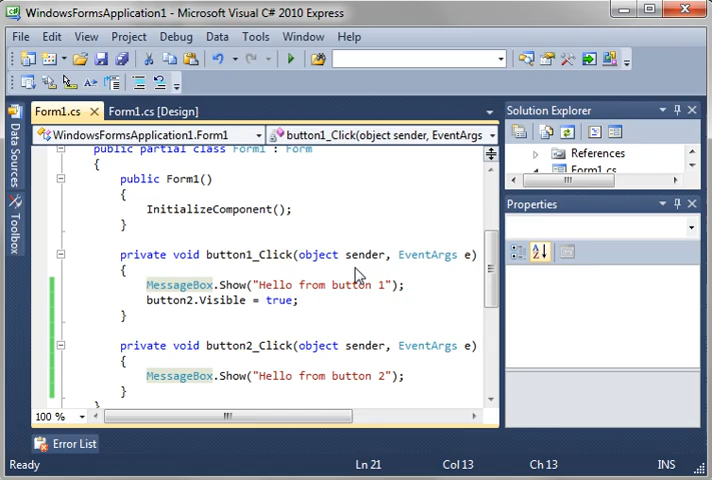 WindowsFormsApplication1 - Microsoft Visual C# 2010 Express
File Edit View Project Debug Data Tools Window Help
Form1.cs Form1.cs [Design]
WindowsFormsApplication1.Form1 button1_Click(object sender, EventArgs
public partial class Form1 : Form
{
public Form1()
{
InitializeComponent();
}
private void button1_Click(object sender, EventArgs e)
{
MessageBox.Show("Hello from button 1");
button2.Visible = true;
}
private void button2_Click(object sender, EventArgs e)
{
MessageBox.Show("Hello from button 2");
}
}
100 %
Data Sources
Toolbox
Solution Explorer
References
Form1.cs
Properties
Error List
Ready Ln 21 Col 13 Ch 13 INS